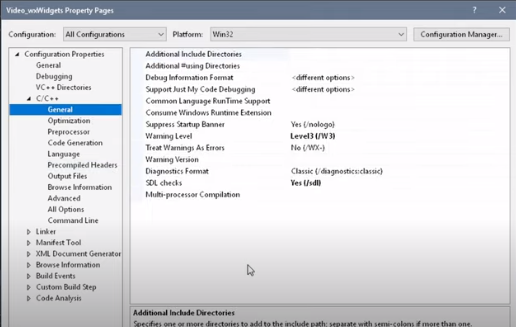 Video_wxWidgets Property Pages
? ×
Configuration: All Configurations Platform: Win32 Configuration Manager...
Configuration Properties
General
Debugging
VC++ Directories
C/C++
General
Optimization
Preprocessor
Code Generation
Language
Precompiled Headers
Output Files
Browse Information
Advanced
All Options
Command Line
Linker
Manifest Tool
XML Document Generator
Browse Information
Build Events
Custom Build Step
Code Analysis
Additional Include Directories
Additional #using Directories
Debug Information Format <different options>
Support Just My Code Debugging <different options>
Common Language RunTime Support
Consume Windows Runtime Extension
Suppress Startup Banner Yes (/nologo)
Warning Level Level3 (/W3)
Treat Warnings As Errors No (/WX-)
Warning Version
Diagnostics Format Classic (/diagnostics:classic)
SDL checks Yes (/sdl)
Multi-processor Compilation
Additional Include Directories
Specifies one or more directories to add to the include path; separate with semi-colons if more than one.